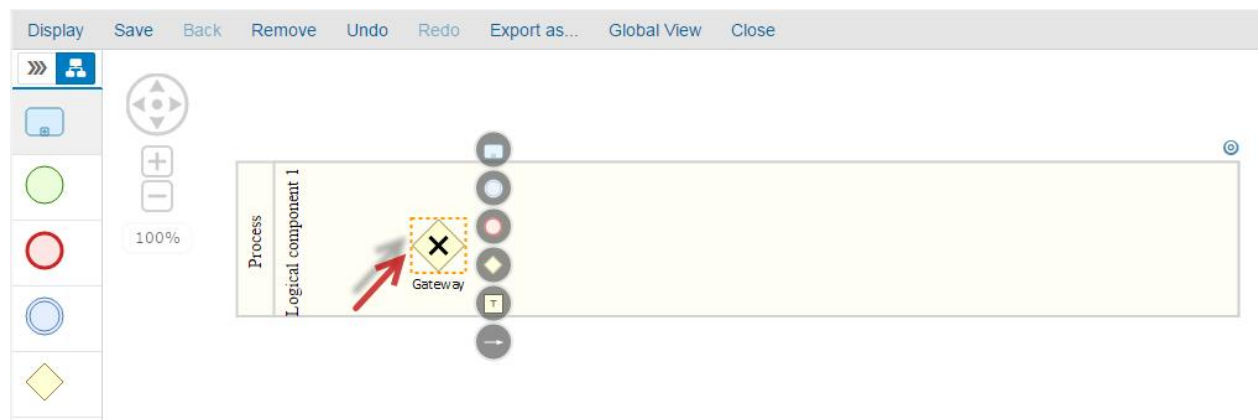 Display Save Back Remove Undo Redo Export as... Global View Close
100%
Process
Logical component 1
Gateway
T